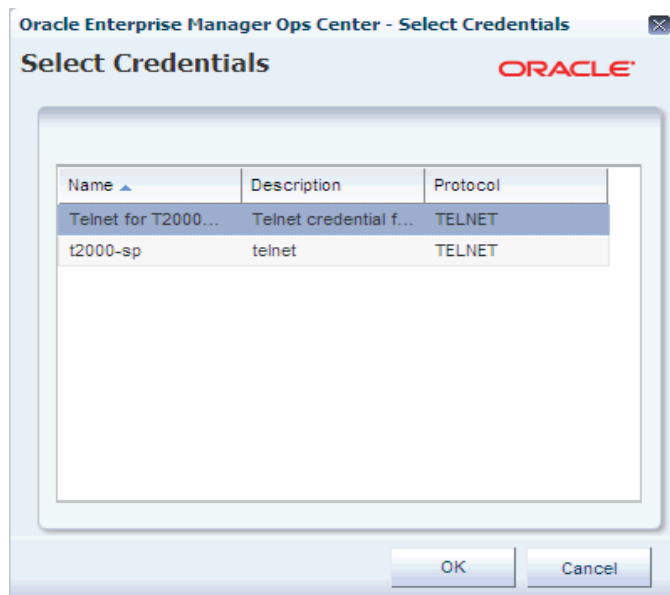 Oracle Enterprise Manager Ops Center - Select Credentials
Select Credentials
ORACLE
Name Description Protocol
Telnet for T2000... Telnet credential f... TELNET
t2000-sp telnet TELNET
OK Cancel